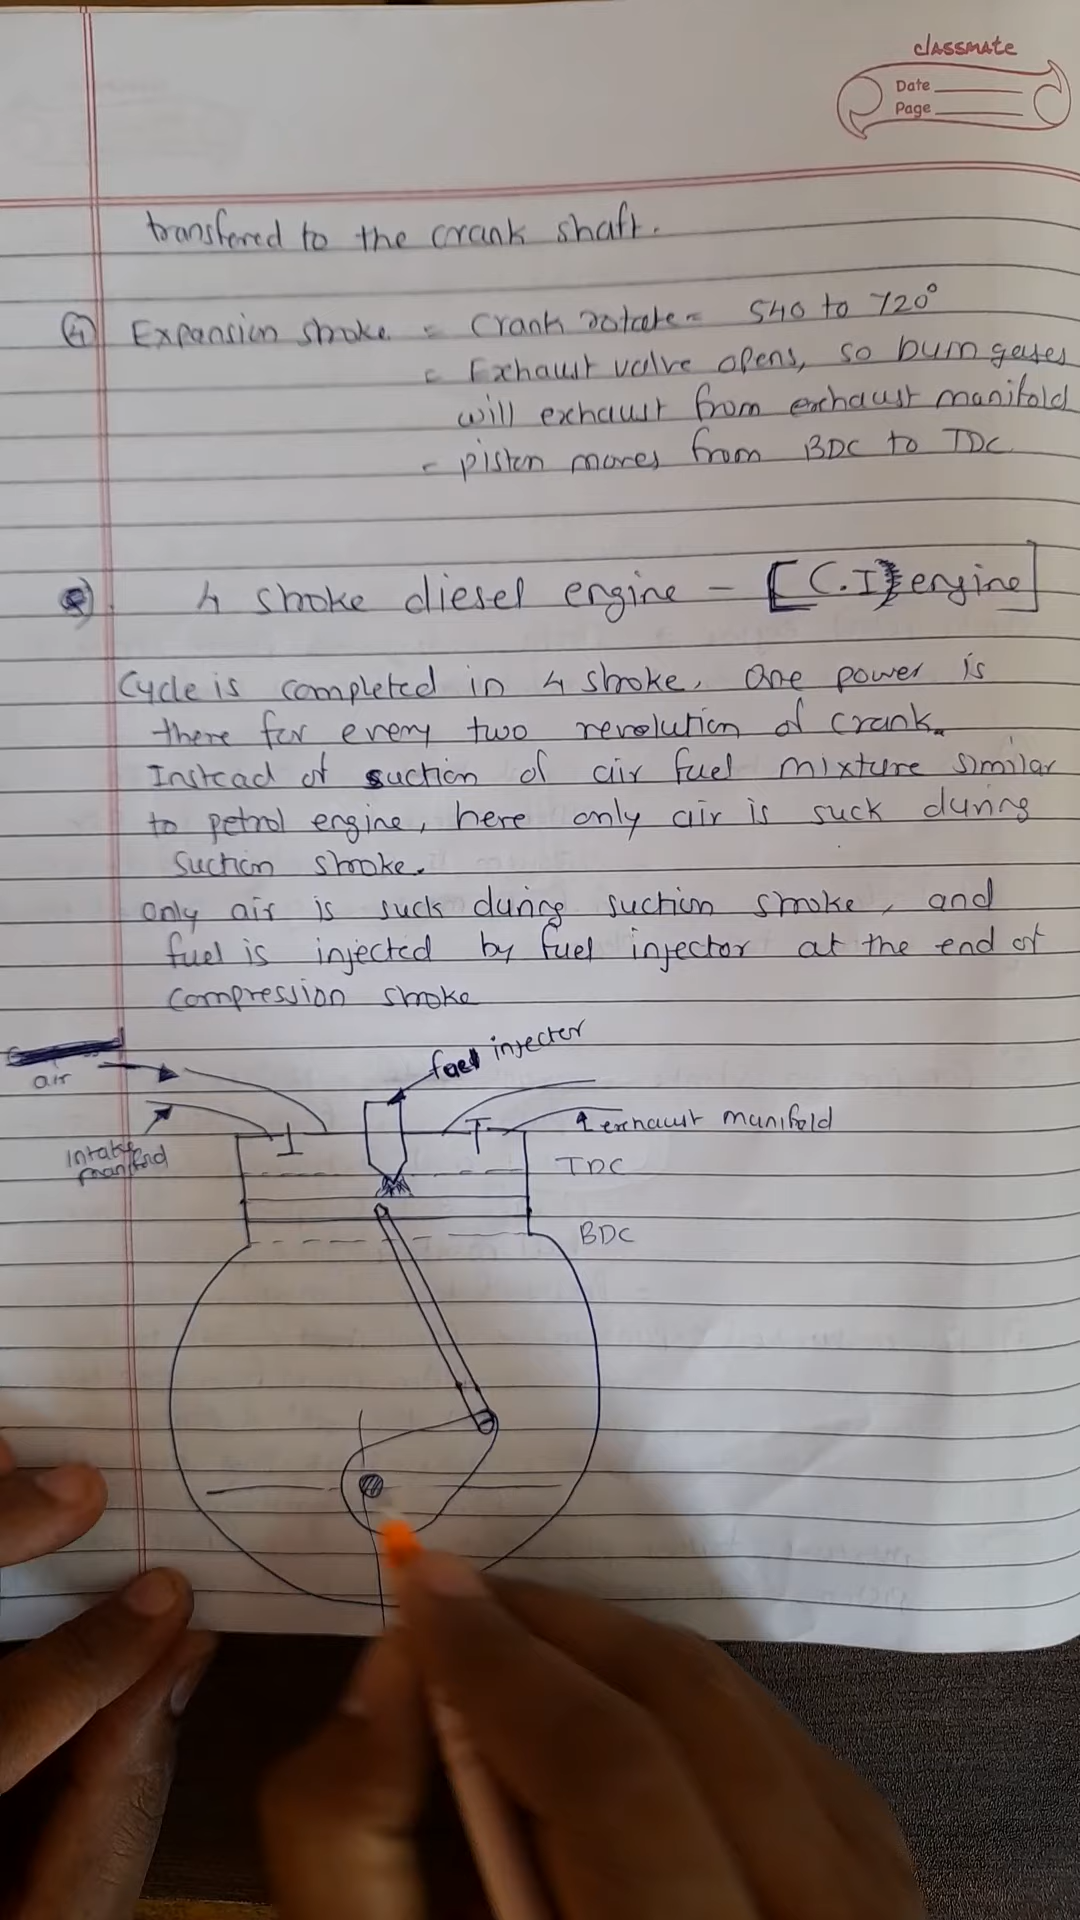 classmate
Date
Page
transfered to the crank shaft.
④ Expansion stroke = Crank rotate = 540 to 720°
= Exhaust valve opens, so burn gases
will exhaust from exhaust manifold
- piston moves from BDC to TDC
4 stroke diesel engine - [C.I] engine]
Cycle is completed in 4 stroke. One power is
there for every two revolution of crank.
Instead of suction of air fuel mixture similar
to petrol engine, here only air is suck during
suction stroke.
only air is suck during suction stroke, and
fuel is injected by fuel injector at the end of
compression stroke
fuel injector
air
exhaust manifold
Intake
manifold
TDC
BDC